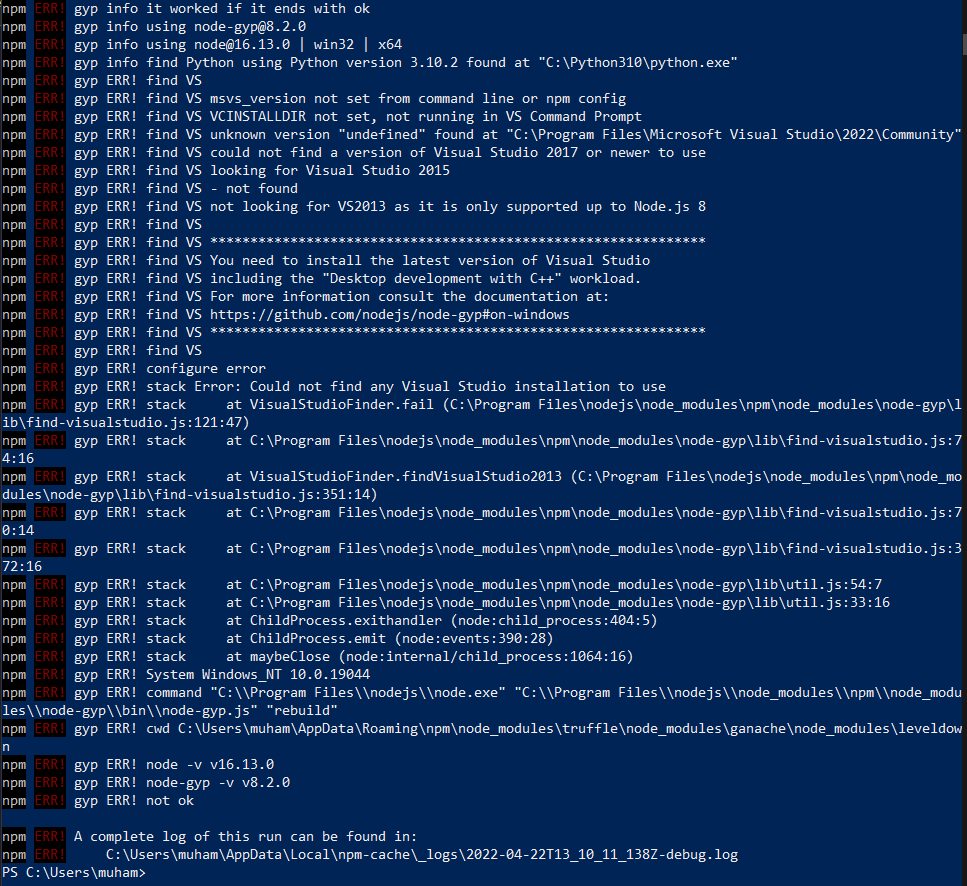 npm ERR! gyp info it worked if it ends with ok
npm ERR! gyp info using node-gyp@8.2.0
npm ERR! gyp info using node@16.13.0 | win32 | x64
npm ERR! gyp info find Python using Python version 3.10.2 found at "C:\Python310\python.exe"
npm ERR! gyp ERR! find VS
npm ERR! gyp ERR! find VS msvs_version not set from command line or npm config
npm ERR! gyp ERR! find VS VCINSTALLDIR not set, not running in VS Command Prompt
npm ERR! gyp ERR! find VS unknown version "undefined" found at "C:\Program Files\Microsoft Visual Studio\2022\Community"
npm ERR! gyp ERR! find VS could not find a version of Visual Studio 2017 or newer to use
npm ERR! gyp ERR! find VS looking for Visual Studio 2015
npm ERR! gyp ERR! find VS - not found
npm ERR! gyp ERR! find VS not looking for VS2013 as it is only supported up to Node.js 8
npm ERR! gyp ERR! find VS
npm ERR! gyp ERR! find VS **************************************************************
npm ERR! gyp ERR! find VS You need to install the latest version of Visual Studio
npm ERR! gyp ERR! find VS including the "Desktop development with C++" workload.
npm ERR! gyp ERR! find VS For more information consult the documentation at:
npm ERR! gyp ERR! find VS https://github.com/nodejs/node-gyp#on-windows
npm ERR! gyp ERR! find VS **************************************************************
npm ERR! gyp ERR! find VS
npm ERR! gyp ERR! configure error
npm ERR! gyp ERR! stack Error: Could not find any Visual Studio installation to use
npm ERR! gyp ERR! stack     at VisualStudioFinder.fail (C:\Program Files\nodejs\node_modules\npm\node_modules\node-gyp\l
ib\find-visualstudio.js:121:47)
npm ERR! gyp ERR! stack     at C:\Program Files\nodejs\node_modules\npm\node_modules\node-gyp\lib\find-visualstudio.js:7
4:16
npm ERR! gyp ERR! stack     at VisualStudioFinder.findVisualStudio2013 (C:\Program Files\nodejs\node_modules\npm\node_mo
dules\node-gyp\lib\find-visualstudio.js:351:14)
npm ERR! gyp ERR! stack     at C:\Program Files\nodejs\node_modules\npm\node_modules\node-gyp\lib\find-visualstudio.js:7
0:14
npm ERR! gyp ERR! stack     at C:\Program Files\nodejs\node_modules\npm\node_modules\node-gyp\lib\find-visualstudio.js:3
72:16
npm ERR! gyp ERR! stack     at C:\Program Files\nodejs\node_modules\npm\node_modules\node-gyp\lib\util.js:54:7
npm ERR! gyp ERR! stack     at C:\Program Files\nodejs\node_modules\npm\node_modules\node-gyp\lib\util.js:33:16
npm ERR! gyp ERR! stack     at ChildProcess.exithandler (node:child_process:404:5)
npm ERR! gyp ERR! stack     at ChildProcess.emit (node:events:390:28)
npm ERR! gyp ERR! stack     at maybeClose (node:internal/child_process:1064:16)
npm ERR! gyp ERR! System Windows_NT 10.0.19044
npm ERR! gyp ERR! command "C:\\Program Files\\nodejs\\node.exe" "C:\\Program Files\\nodejs\\node_modules\\npm\\node_modu
les\\node-gyp\\bin\\node-gyp.js" "rebuild"
npm ERR! gyp ERR! cwd C:\Users\muham\AppData\Roaming\npm\node_modules\truffle\node_modules\ganache\node_modules\leveldow
n
npm ERR! gyp ERR! node -v v16.13.0
npm ERR! gyp ERR! node-gyp -v v8.2.0
npm ERR! gyp ERR! not ok
npm ERR! A complete log of this run can be found in:
npm ERR!     C:\Users\muham\AppData\Local\npm-cache\_logs\2022-04-22T13_10_11_138Z-debug.log
PS C:\Users\muham>